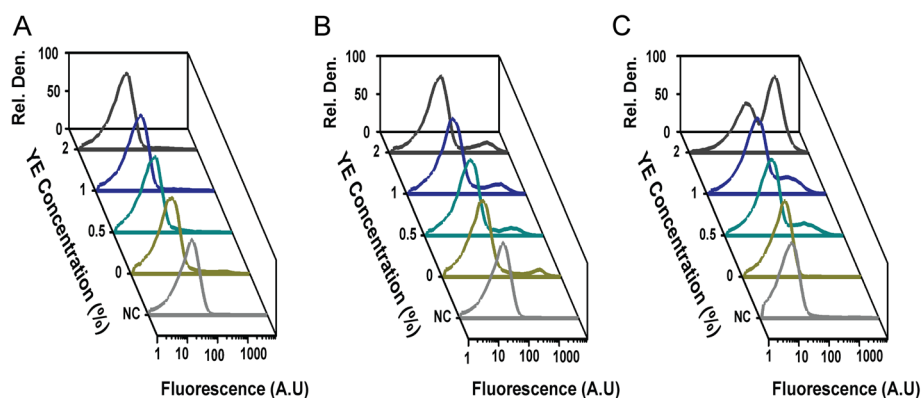 A
B
C
Rel. Den.
100
50
0
2
1
0.5
0
NC
YE Concentration (%)
1
10
100
1000
Fluorescence (A.U)
Rel. Den.
100
50
0
2
1
0.5
0
NC
YE Concentration (%)
1
10
100
1000
Fluorescence (A.U)
Rel. Den.
100
50
0
2
1
0.5
0
NC
YE Concentration (%)
1
10
100
1000
Fluorescence (A.U)